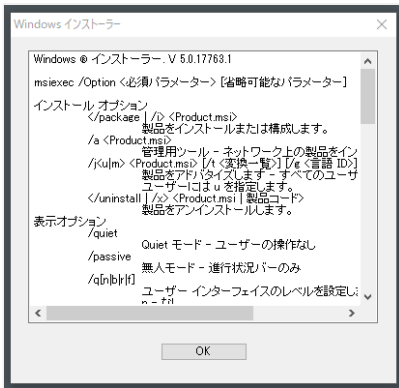 Windows インストーラー
Windows ® インストーラー. V 5.0.17763.1
msiexec /Option <必須パラメーター> [省略可能なパラメーター]
インストール オプション
</package | /i> <Product.msi>
製品をインストールまたは構成します。
/a <Product.msi>
管理用ツール - ネットワーク上の製品をイン
/j<u|m> <Product.msi> [/t <変換一覧>] [/g <言語 ID>]
製品をアドバタイズします - すべてのユーザ
ユーザーには u を指定します。
</uninstall | /x> <Product.msi | 製品コード>
製品をアンインストールします。
表示オプション
/quiet
Quiet モード - ユーザーの操作なし
/passive
無人モード - 進行状況バーのみ
/q[n|b|r|f]
ユーザー インターフェイスのレベルを設定し
OK